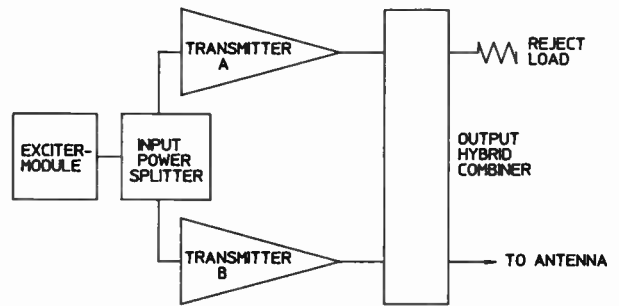 TRANSMITTER
A
REJECT
LOAD
EXCITER-
MODULE
INPUT
POWER
SPLITTER
OUTPUT
HYBRID
COMBINER
TRANSMITTER
B
TO ANTENNA